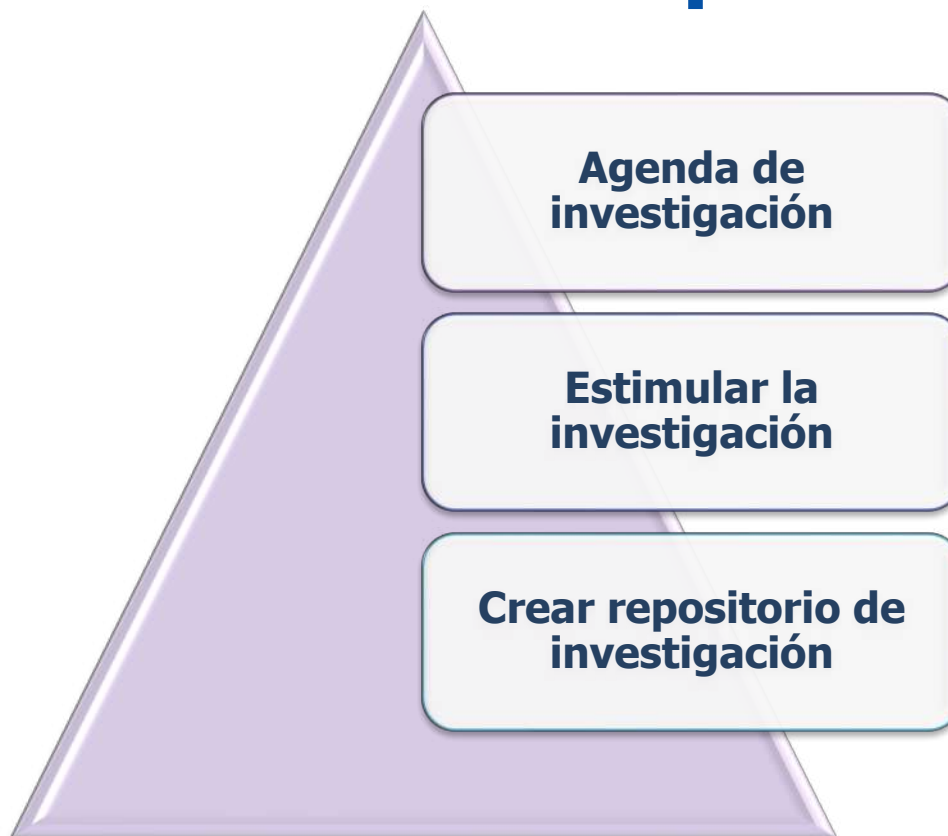 Agenda de
investigación
Estimular la
investigación
Crear repositorio de
investigación